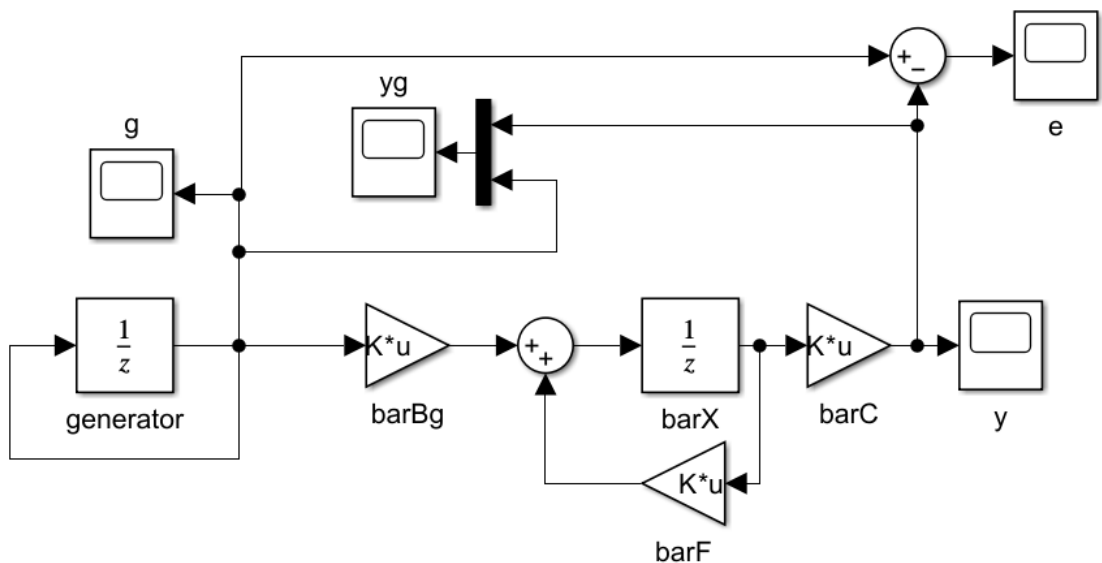 +
−
yg
e
g
1
z
K*u
+
+
1
z
K*u
generator
barBg
barX
barC
y
K*u
barF